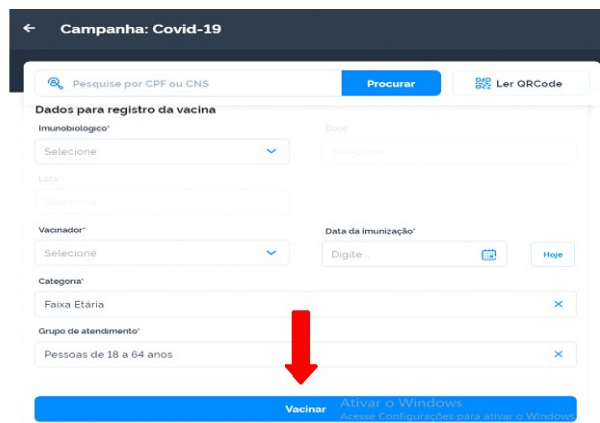 Campanha: Covid-19
Pesquise por CPF ou CNS
Procurar
Ler QRCode
Dados para registro da vacina
Imunobiológico*
Dose
Selecione
Selecione
Lote
Selecione
Vacinador*
Data da imunização*
Selecione
Digite...
Hoje
Categoria*
Faixa Etária
Grupo de atendimento*
Pessoas de 18 a 64 anos
Vacinar
Ativar o Windows
Acesse Configurações para ativar o Windows